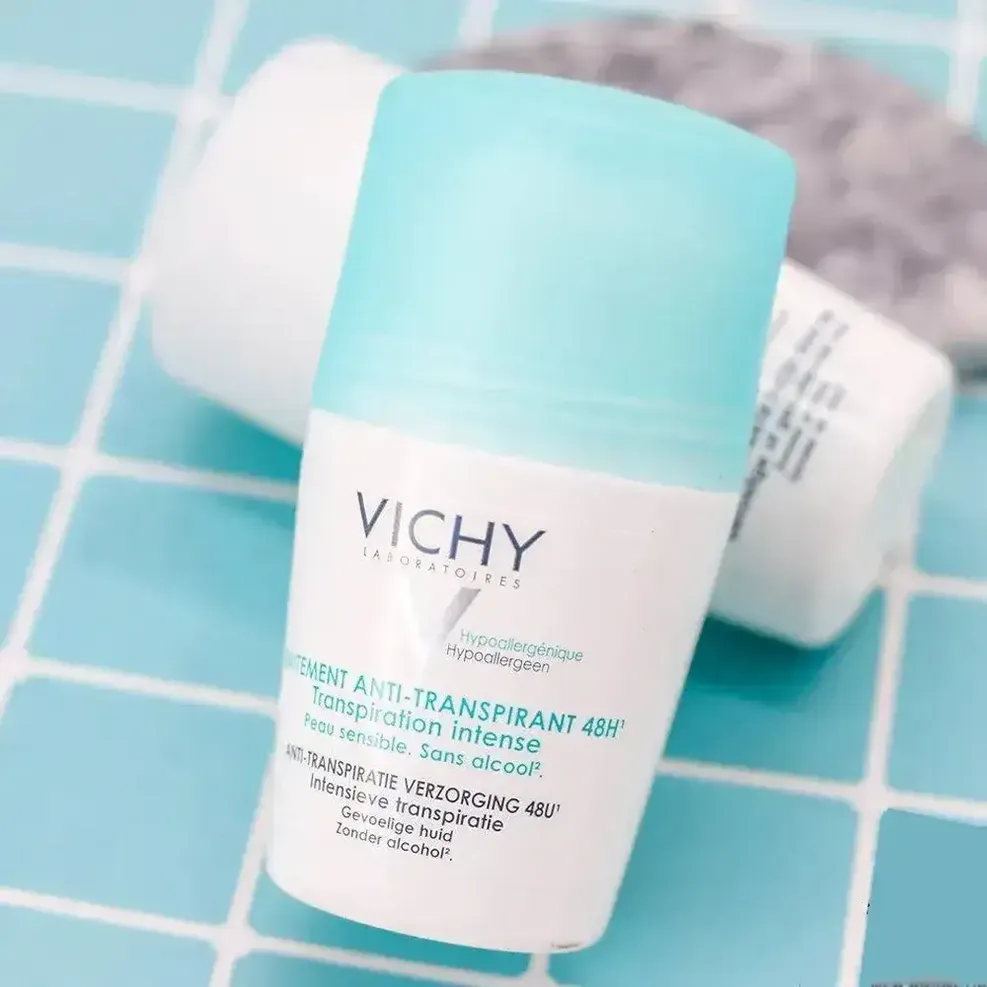 VICHY
LABORATOIRES
Hypoallergénique
Hypoallergeen
ITEMENT ANTI-TRANSPIRANT 48H¹
Transpiration intense
Peau sensible. Sans alcool².
ANTI-TRANSPIRATIE VERZORGING 48U¹
Intensieve transpiratie
Gevoelige huid
Zonder alcohol².